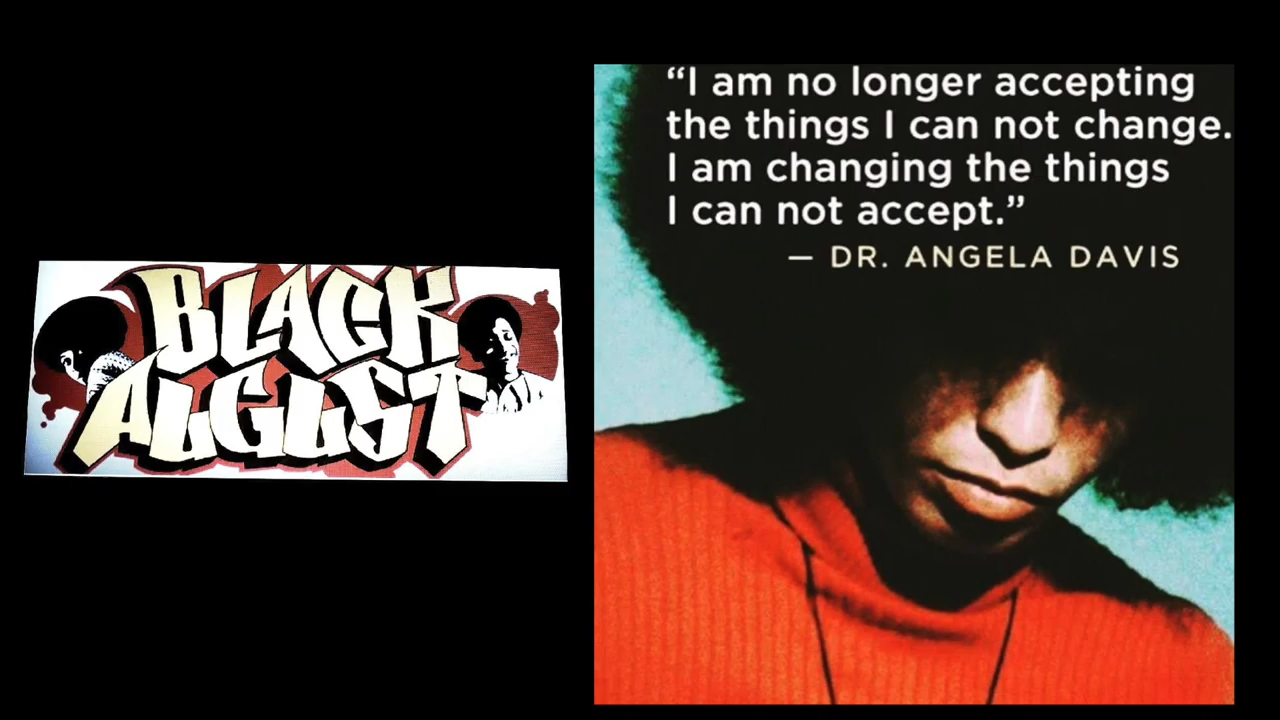 BLACK
AUGUST
“I am no longer accepting
the things I can not change.
I am changing the things
I can not accept.”
— DR. ANGELA DAVIS